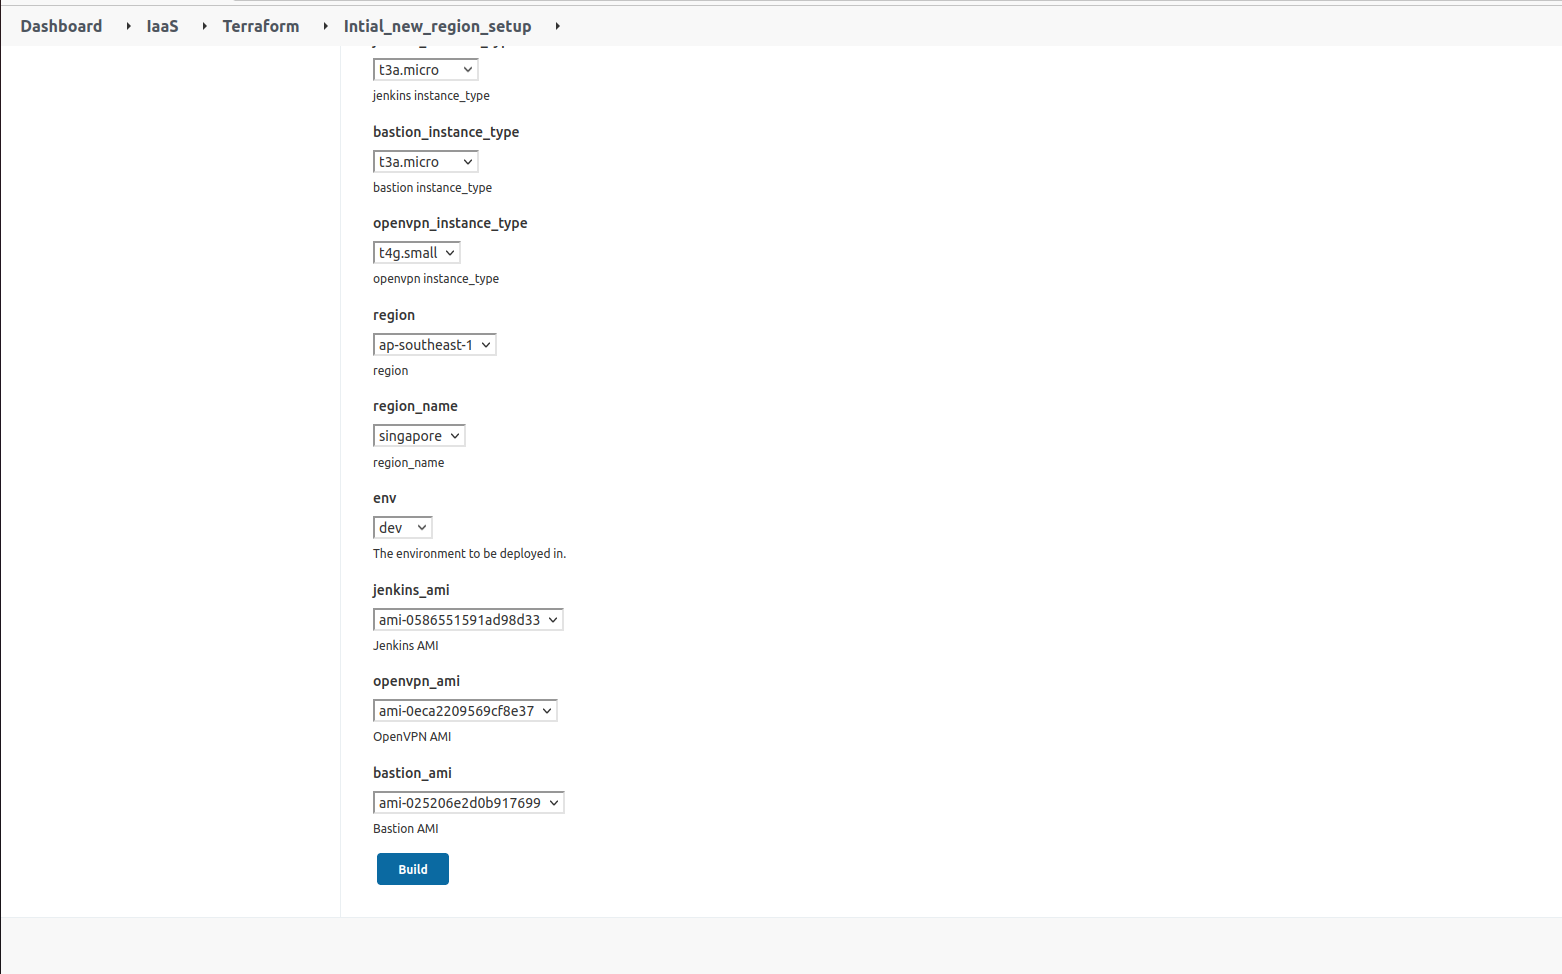 Dashboard IaaS Terraform Intial_new_region_setup
t3a.micro
jenkins instance_type
bastion_instance_type
t3a.micro
bastion instance_type
openvpn_instance_type
t4g.small
openvpn instance_type
region
ap-southeast-1
region
region_name
singapore
region_name
env
dev
The environment to be deployed in.
jenkins_ami
ami-0586551591ad98d33
Jenkins AMI
openvpn_ami
ami-0eca2209569cf8e37
OpenVPN AMI
bastion_ami
ami-025206e2d0b917699
Bastion AMI
Build